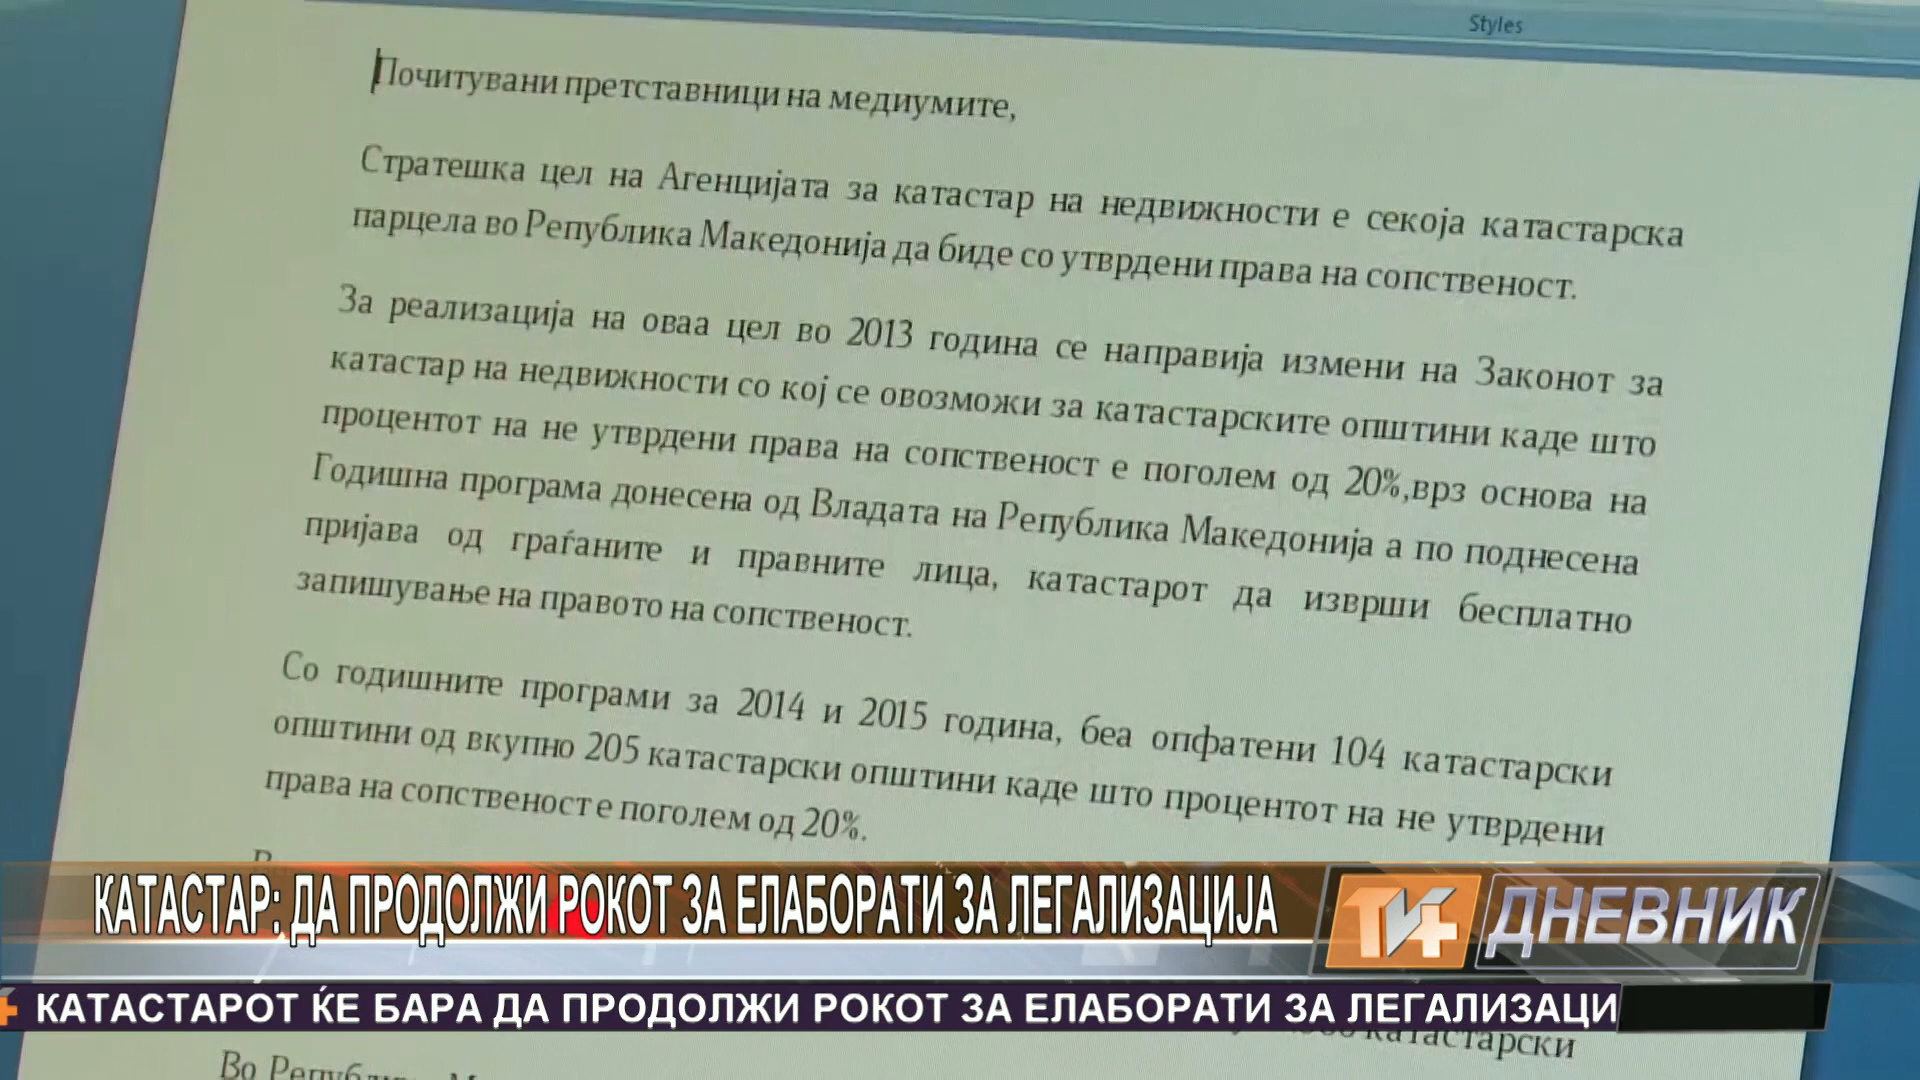 Styles
Почитувани претставници на медиумите,
Стратешка цел на Агенцијата за катастар на недвижности е секоја катастарска
парцела во Република Македонија да биде со утврдени права на сопственост.
За реализација на оваа цел во 2013 година се направија измени на Законот за
катастар на недвижности со кој се овозможи за катастарските општини каде што
процентот на не утврдени права на сопственост е поголем од 20%,врз основа на
Годишна програма донесена од Владата на Република Македонија а по поднесена
пријава од граѓаните и правните лица, катастарот да изврши бесплатно
запишување на правото на сопственост.
Со годишните програми за 2014 и 2015 година, беа опфатени 104 катастарски
општини од вкупно 205 катастарски општини каде што процентот на не утврдени
права на сопственост е поголем од 20%.
КАТАСТАР: ДА ПРОДОЛЖИ РОКОТ ЗА ЕЛАБОРАТИ ЗА ЛЕГАЛИЗАЦИЈА
ТV4 ДНЕВНИК
КАТАСТАРОТ ЌЕ БАРА ДА ПРОДОЛЖИ РОКОТ ЗА ЕЛАБОРАТИ ЗА ЛЕГАЛИЗАЦИ
катастарски
Во